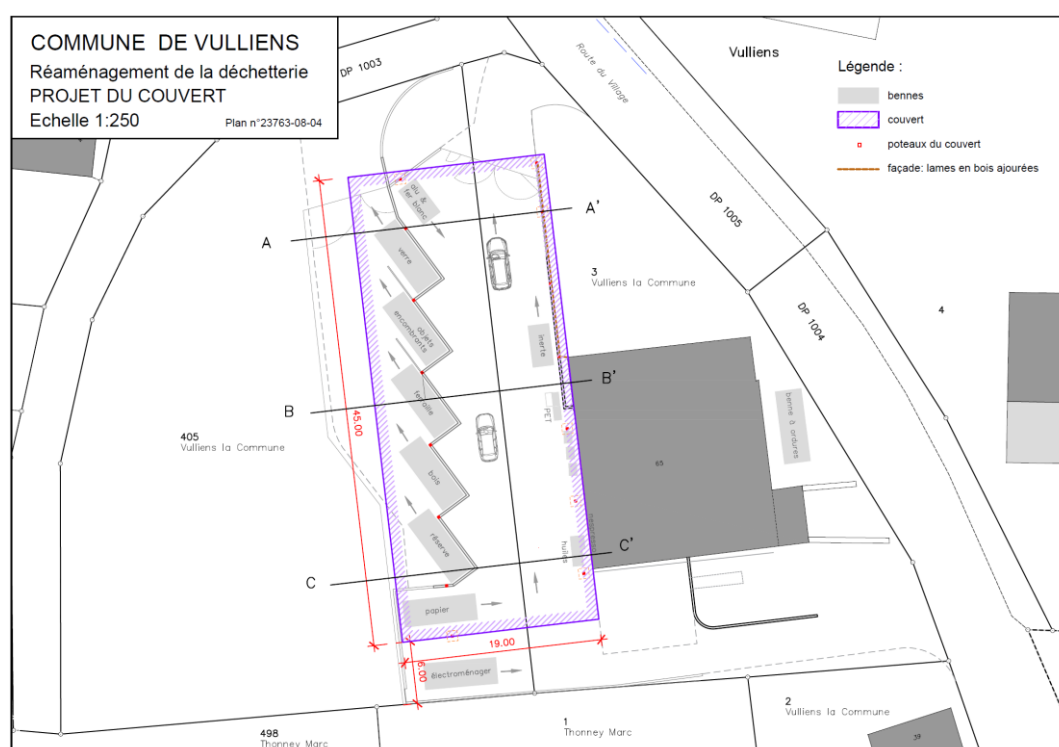 COMMUNE DE VULLIENS
Réaménagement de la déchetterie
PROJET DU COUVERT
Echelle 1:250
Plan n°23763-08-04
DP 1003
Route du Village
Vulliens
Légende :
bennes
couvert
poteaux du couvert
façade: lames en bois ajourées
DP 1005
DP 1004
4
3
Vulliens la Commune
A
A'
alu &
fer blanc
verre
objets
encombrants
inerte
B
B'
ferraille
PET
45.00
405
Vulliens la Commune
bois
65
benne à ordures
réserve
huiles
C
C'
papier
19.00
6.00
électroménager
498
Thonney Marc
1
Thonney Marc
2
Vulliens la Commune
39